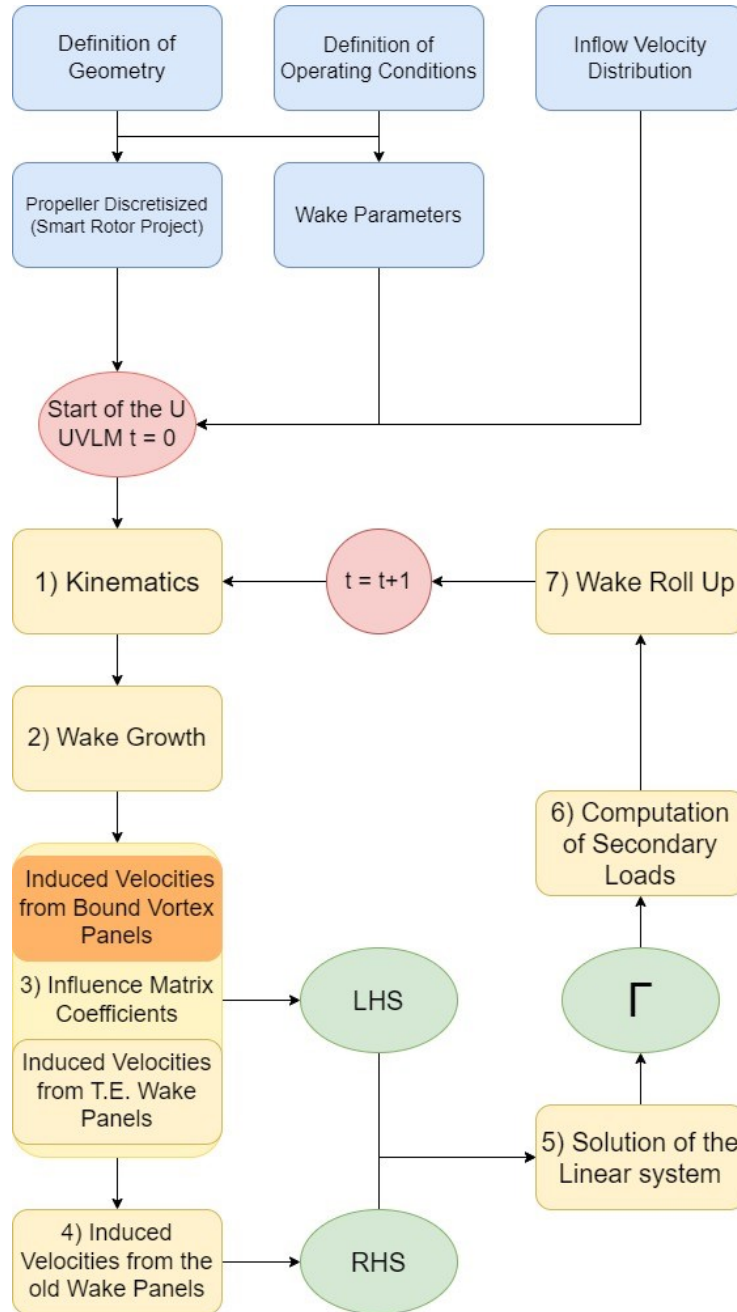 Definition of
Geometry
Definition of
Operating Conditions
Inflow Velocity
Distribution
Propeller Discretisized
(Smart Rotor Project)
Wake Parameters
Start of the U
UVLM t = 0
1) Kinematics
t = t+1
7) Wake Roll Up
2) Wake Growth
6) Computation
of Secondary
Loads
Induced Velocities
from Bound Vortex
Panels
3) Influence Matrix
Coefficients
LHS
Γ
Induced Velocities
from T.E. Wake
Panels
5) Solution of the
Linear system
4) Induced
Velocities from the
old Wake Panels
RHS